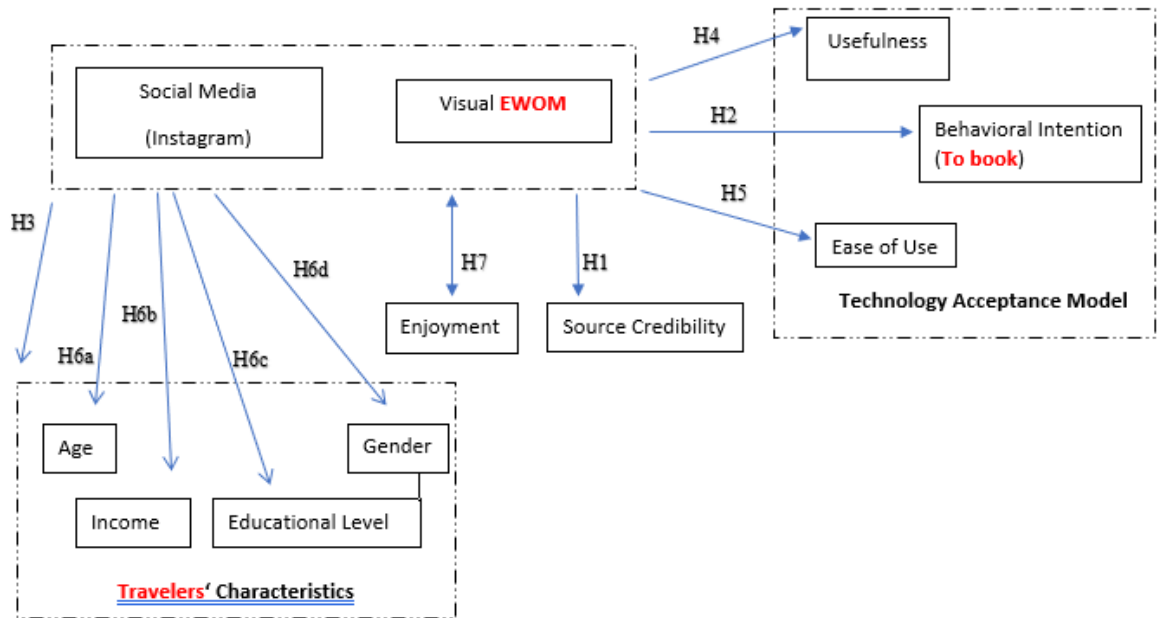 Social Media
(Instagram)
Visual EWOM
H4
Usefulness
H2
Behavioral Intention
(To book)
H5
Ease of Use
Technology Acceptance Model
H3
H6a
H6b
H6c
H6d
H7
H1
Enjoyment
Source Credibility
Age
Gender
Income
Educational Level
Travelers‘ Characteristics